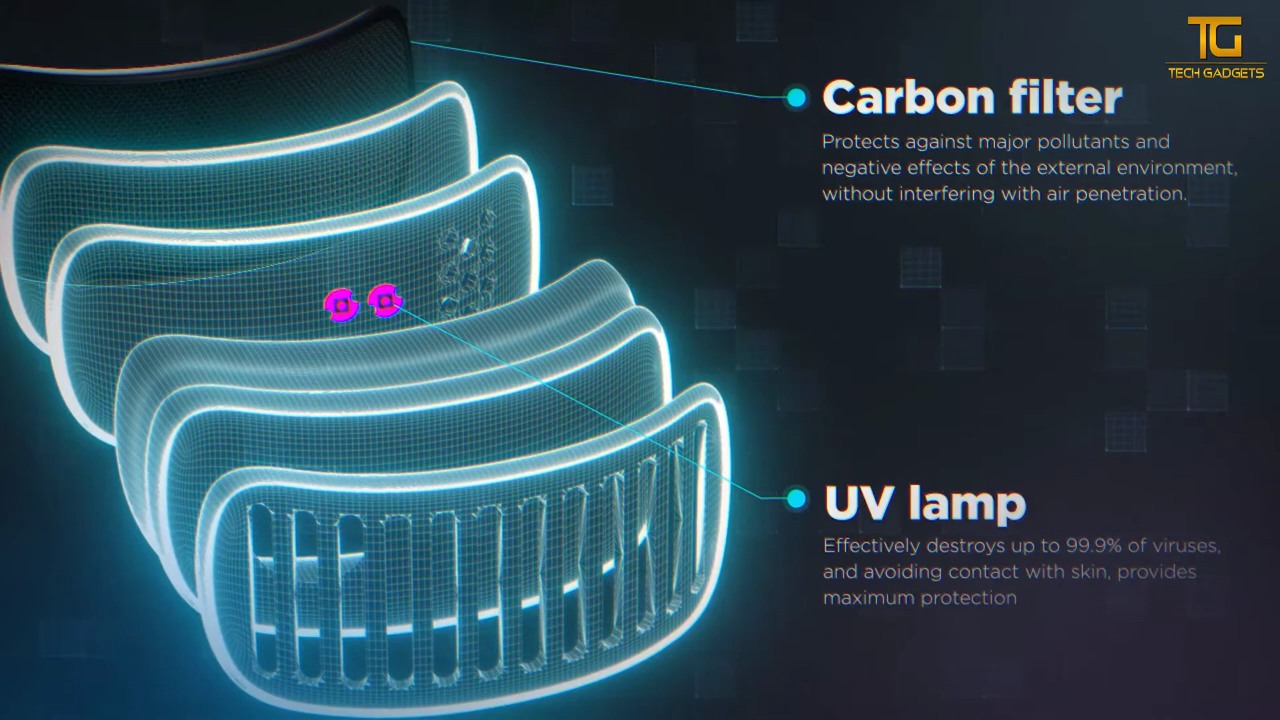 TG
TECH GADGETS
Carbon filter
Protects against major pollutants and
negative effects of the external environment,
without interfering with air penetration.
UV lamp
Effectively destroys up to 99.9% of viruses,
and avoiding contact with skin, provides
maximum protection